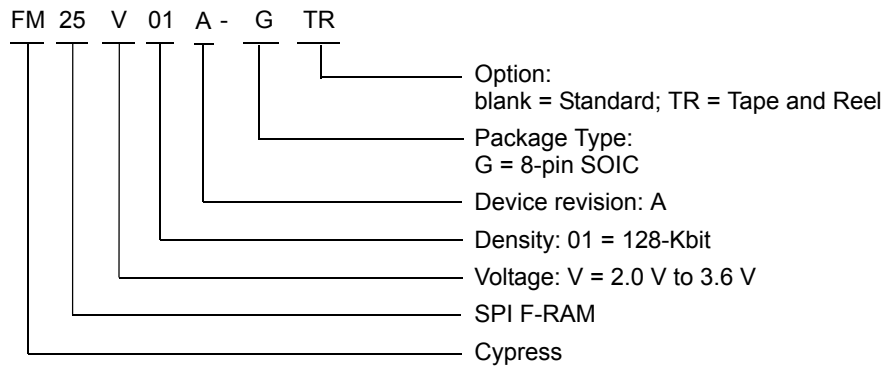 FM 25 V 01 A - G TR
Option:
blank = Standard; TR = Tape and Reel
Package Type:
G = 8-pin SOIC
Device revision: A
Density: 01 = 128-Kbit
Voltage: V = 2.0 V to 3.6 V
SPI F-RAM
Cypress